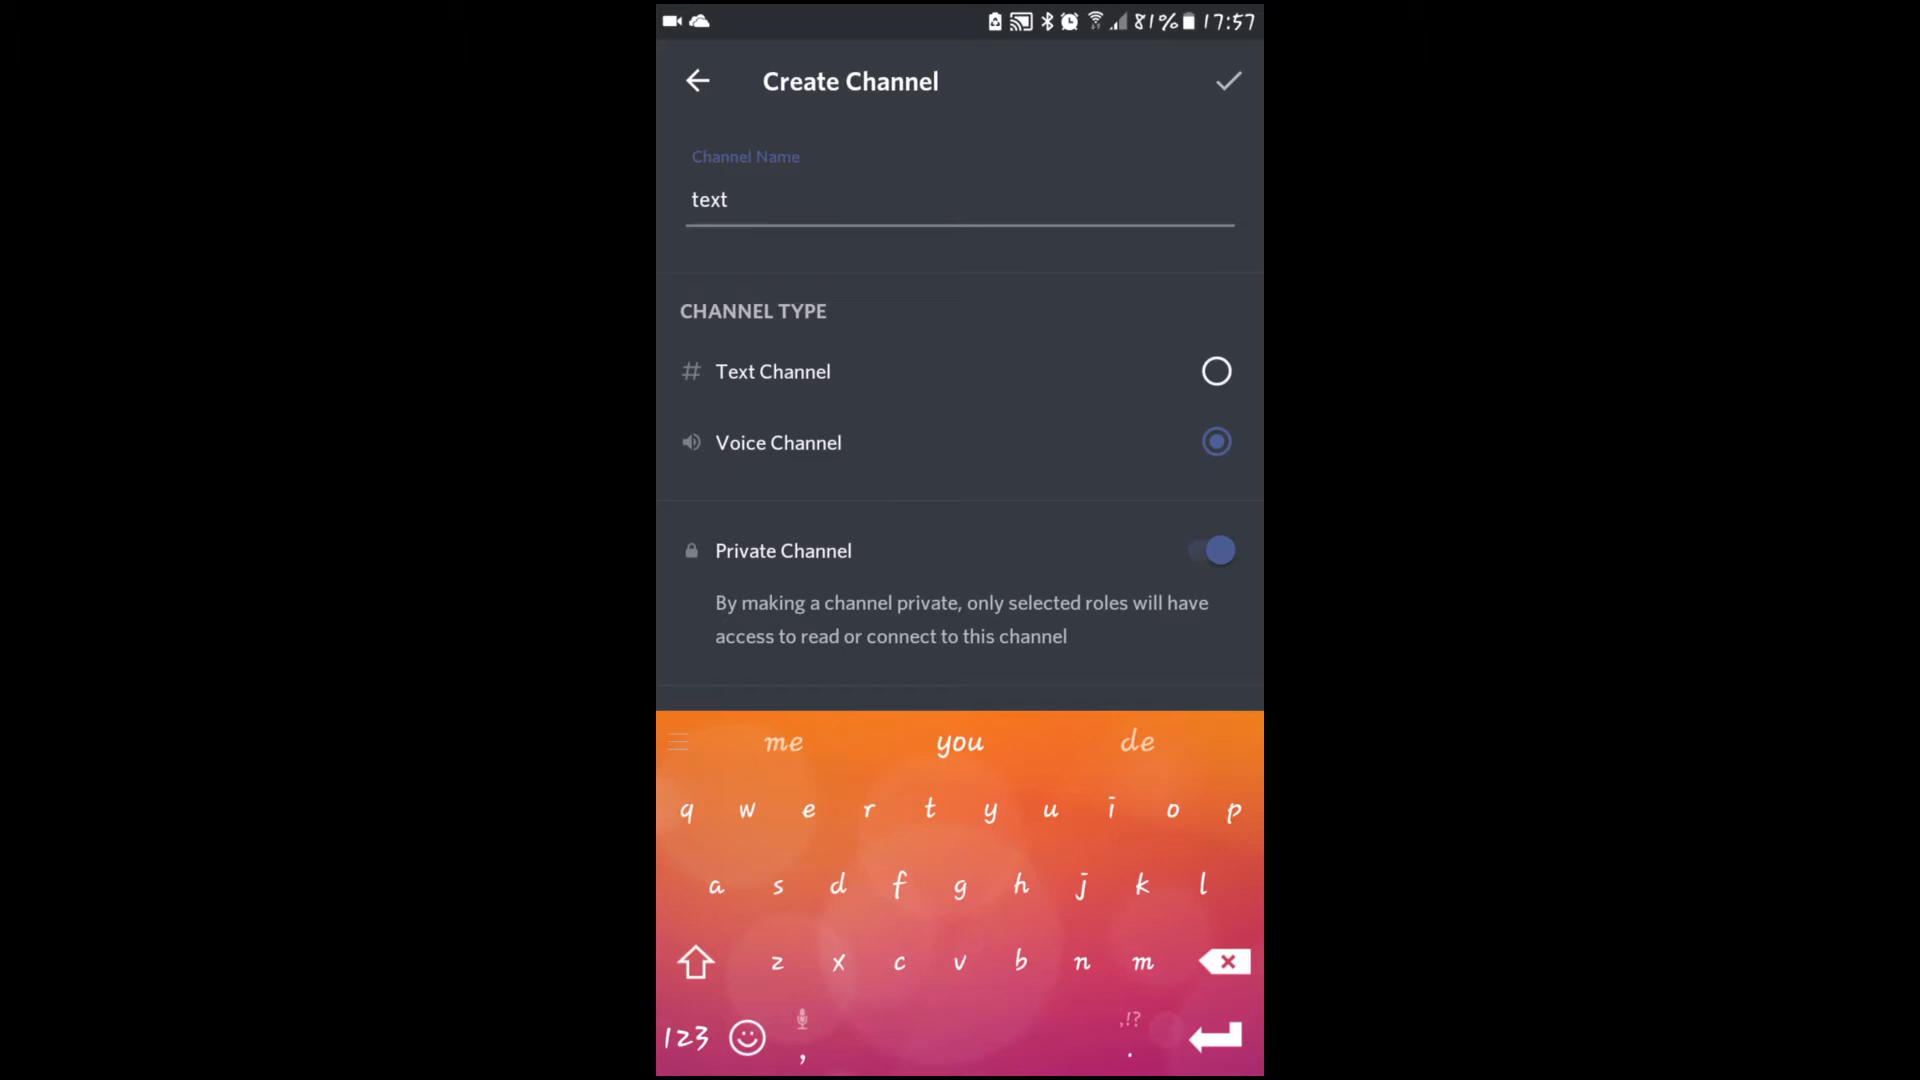 81% 17:57
Create Channel
Channel Name
text
CHANNEL TYPE
# Text Channel
Voice Channel
Private Channel
By making a channel private, only selected roles will have
access to read or connect to this channel
me you de
q w e r t y u i o p
a s d f g h j k l
z x c v b n m
,!?
123 , .